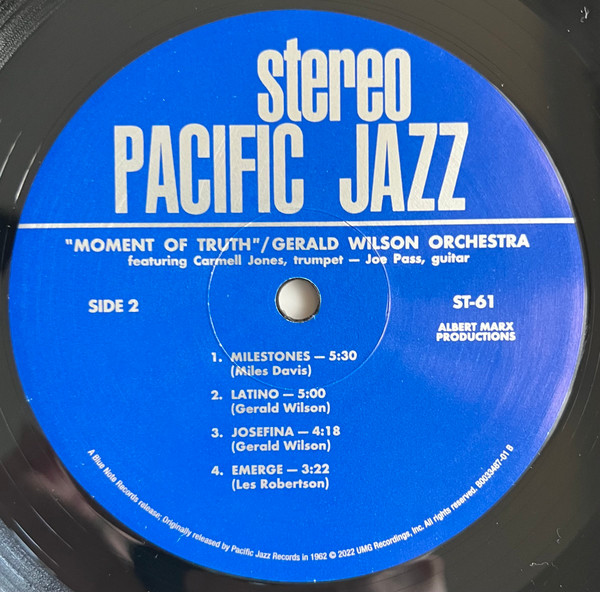 stereo
PACIFIC JAZZ
"MOMENT OF TRUTH"/GERALD WILSON ORCHESTRA
featuring Carmell Jones, trumpet — Joe Pass, guitar
SIDE 2
ST-61
ALBERT MARX
PRODUCTIONS
1. MILESTONES — 5:30
(Miles Davis)
2. LATINO — 5:00
(Gerald Wilson)
3. JOSEFINA — 4:18
(Gerald Wilson)
4. EMERGE — 3:22
(Les Robertson)
A Blue Note Records release; Originally released by Pacific Jazz Records in 1962 © 2022 UMG Recordings, Inc. All rights reserved. B0033487-01 B